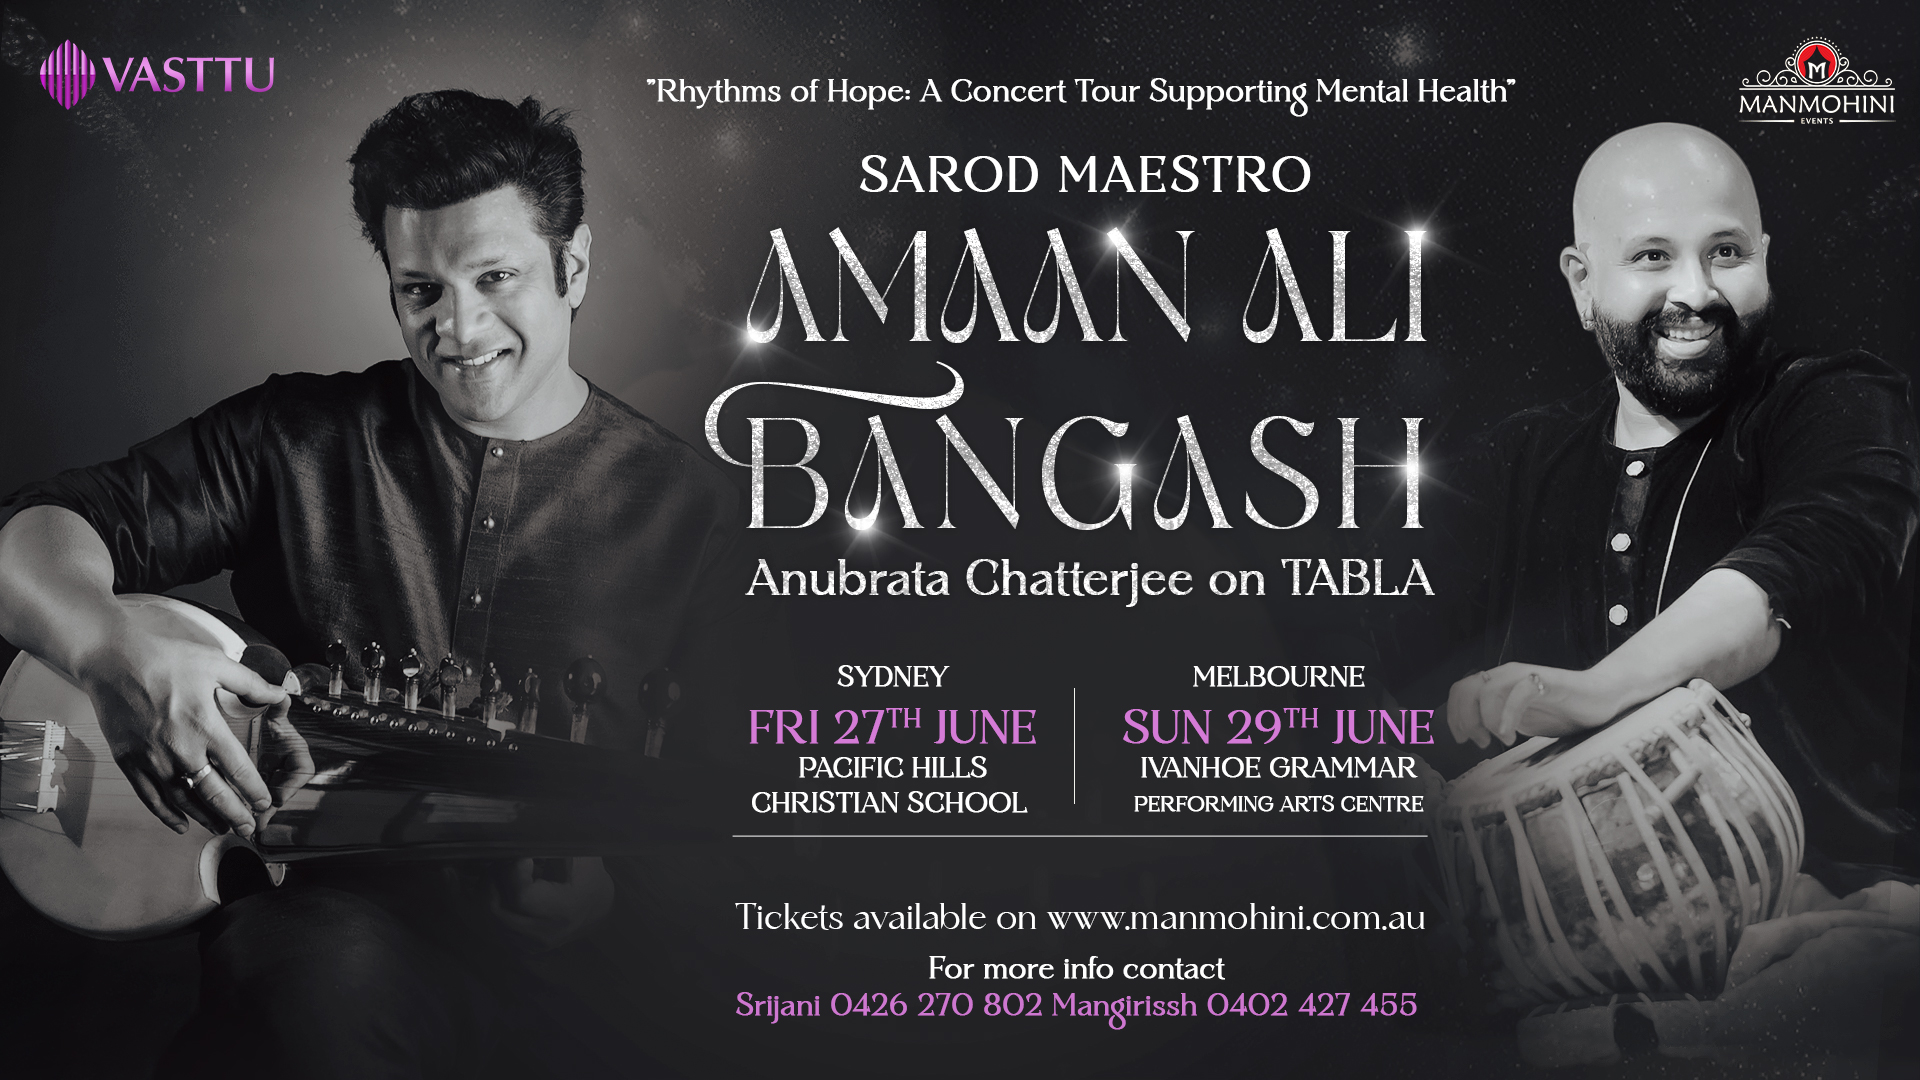 VASTTU
"Rhythms of Hope: A Concert Tour Supporting Mental Health"
M
MANMOHINI
EVENTS
SAROD MAESTRO
AMAAN ALI
BANGASH
Anubrata Chatterjee on TABLA
SYDNEY
FRI 27TH JUNE
PACIFIC HILLS
CHRISTIAN SCHOOL
MELBOURNE
SUN 29TH JUNE
IVANHOE GRAMMAR
PERFORMING ARTS CENTRE
Tickets available on www.manmohini.com.au
For more info contact
Srijani 0426 270 802 Mangirissh 0402 427 455